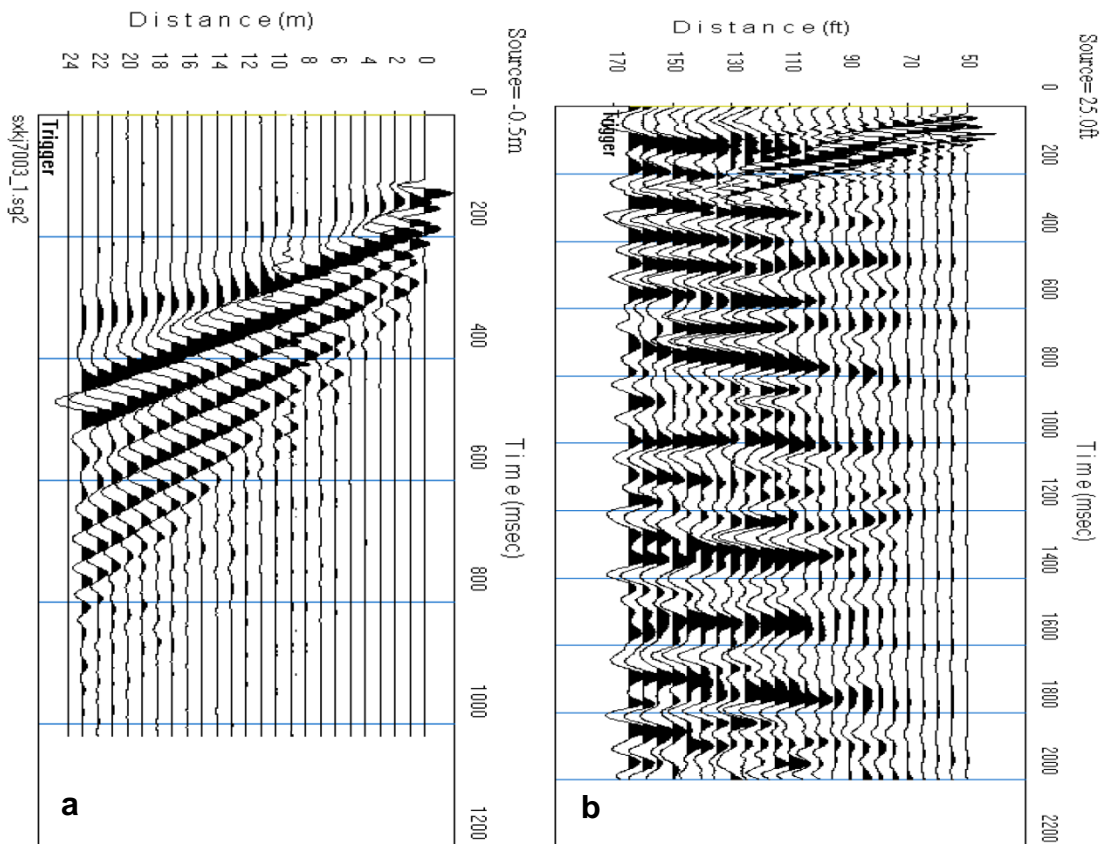 Distance (m)
24 22 20 18 16 14 12 10 8 6 4 2 0
Source= -0.5m
0 200 400 600 800 1000 1200
Time (msec)
Trigger
sxkj7003_1.sg2
a
Distance (ft)
170 150 130 110 90 70 50
Source= 25.0ft
0 200 400 600 800 1000 1200 1400 1600 1800 2000 2200
Time (msec)
Trigger
b